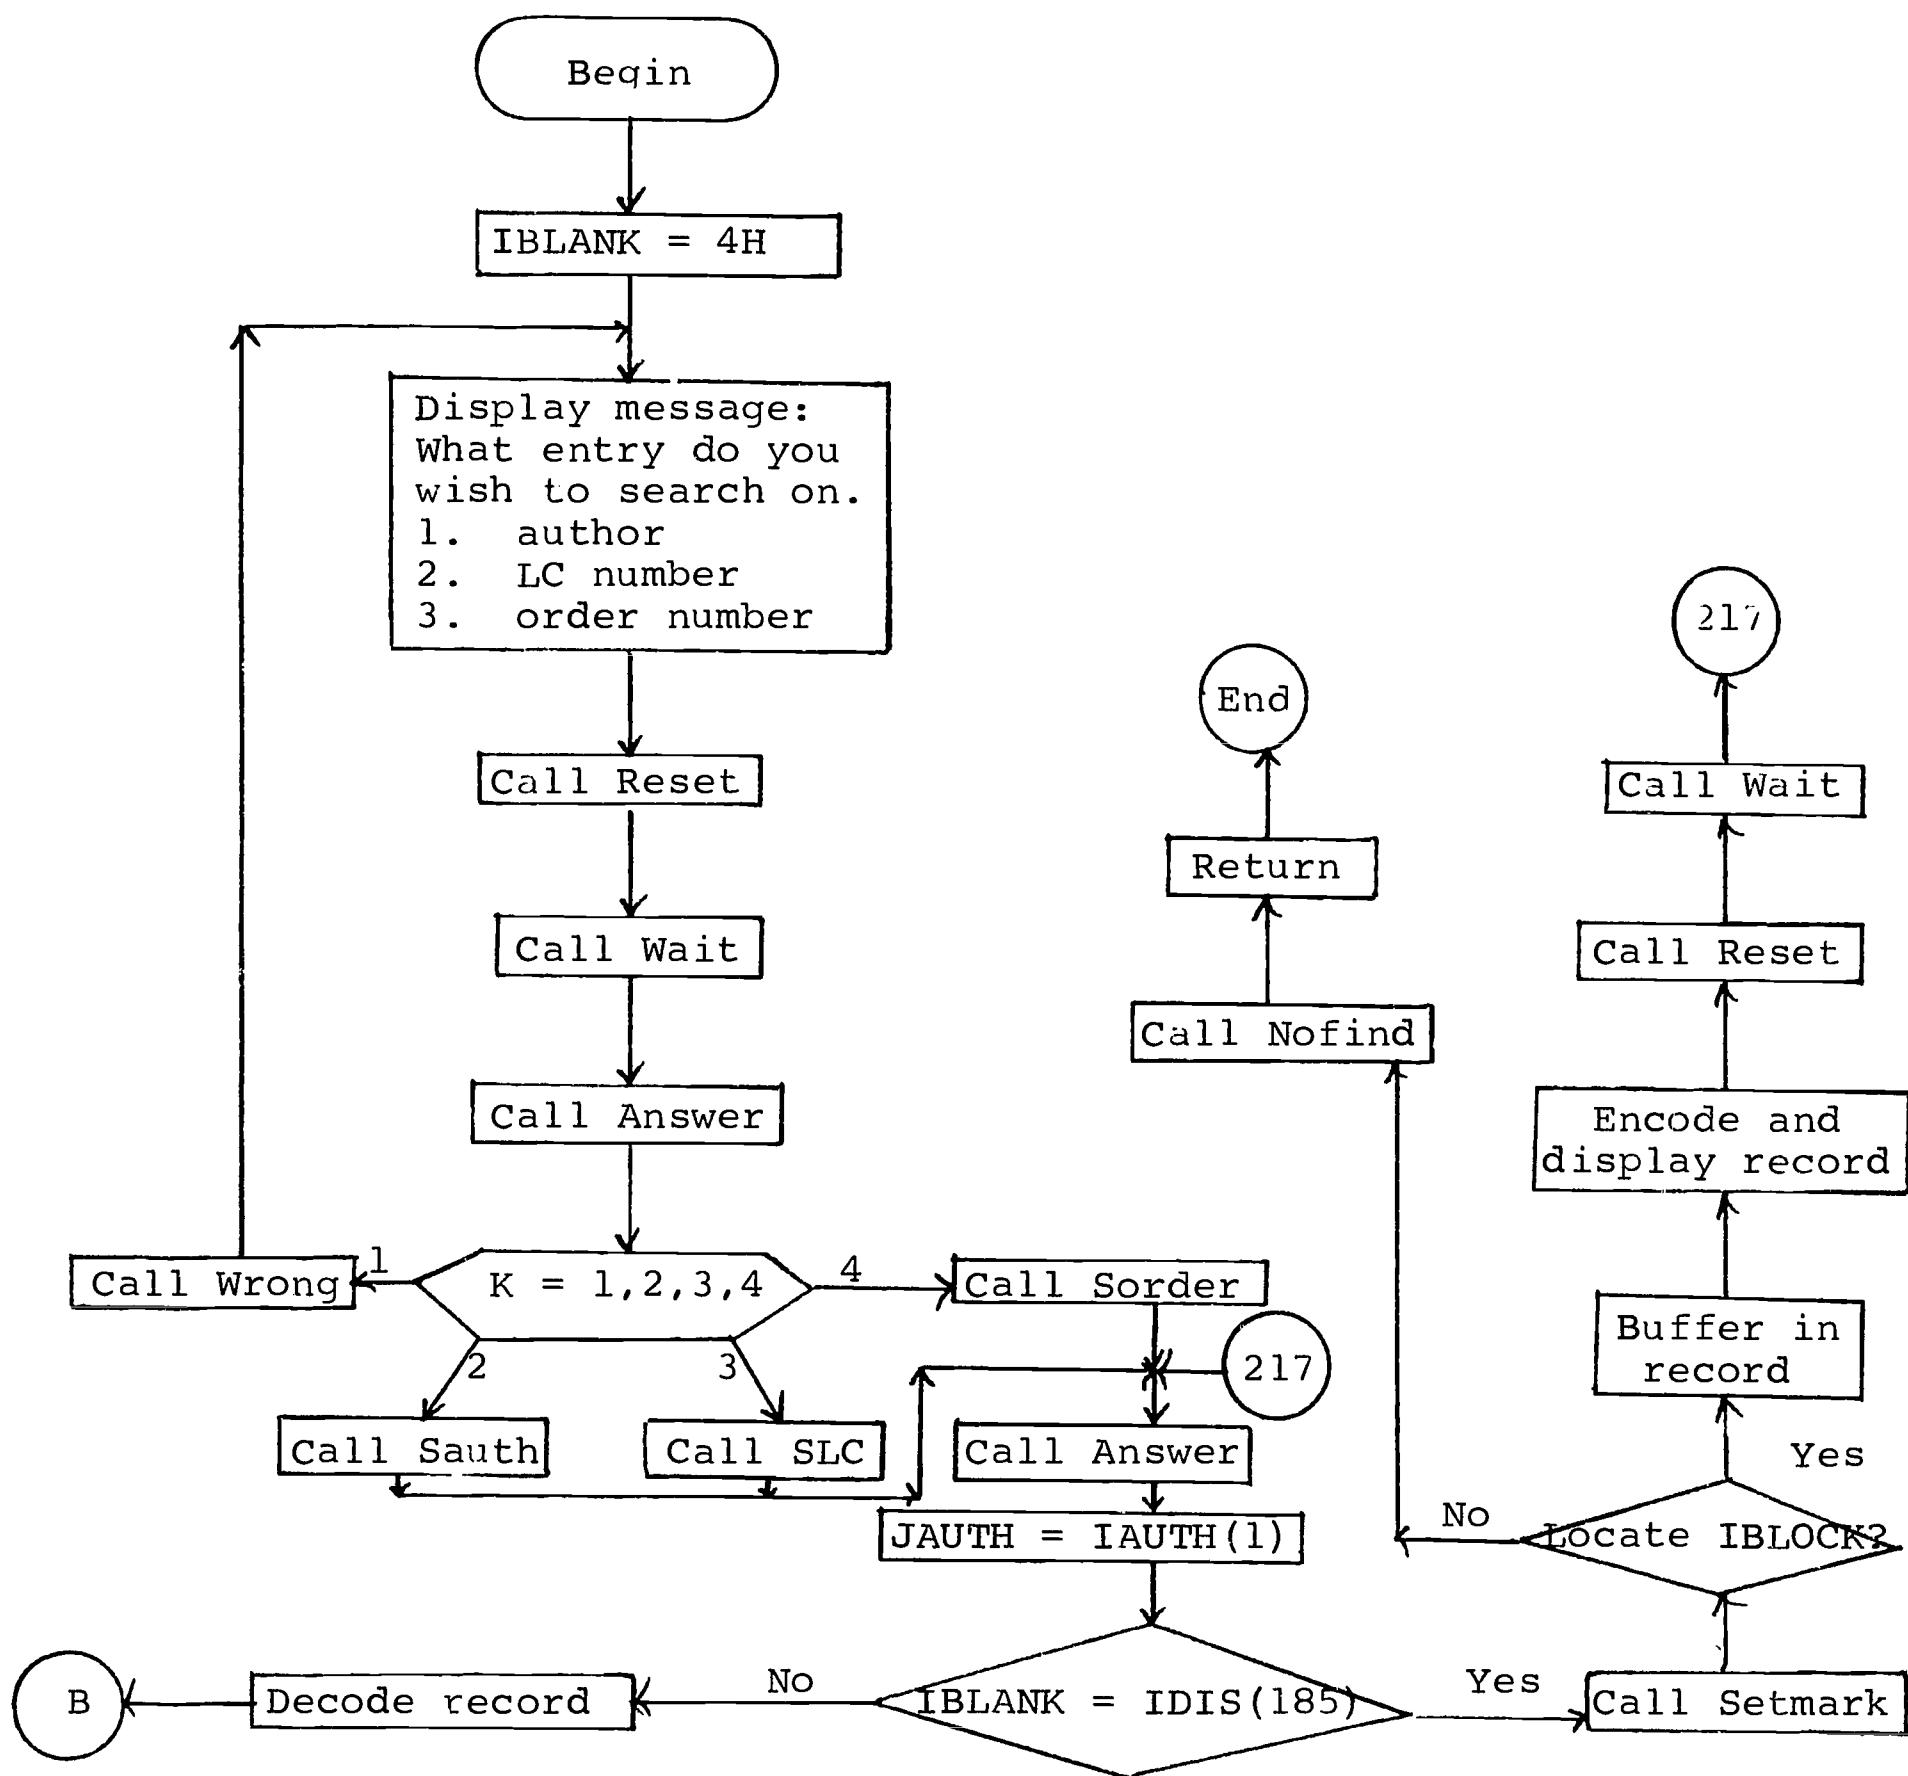 Begin
IBLANK = 4H
Display message:
What entry do you
wish to search on.
1. author
2. LC number
3. order number
Call Reset
Call Wait
Call Answer
K = 1,2,3,4
1
Call Wrong
2
Call Sauth
3
Call SLC
4
Call Sorder
217
Call Answer
JAUTH = IAUTH(1)
IBLANK = IDIS(185)
No
Decode record
B
Yes
Call Setmark
Locate IBLOCK?
No
Call Nofind
Return
End
Yes
Buffer in
record
Encode and
display record
Call Reset
Call Wait
217